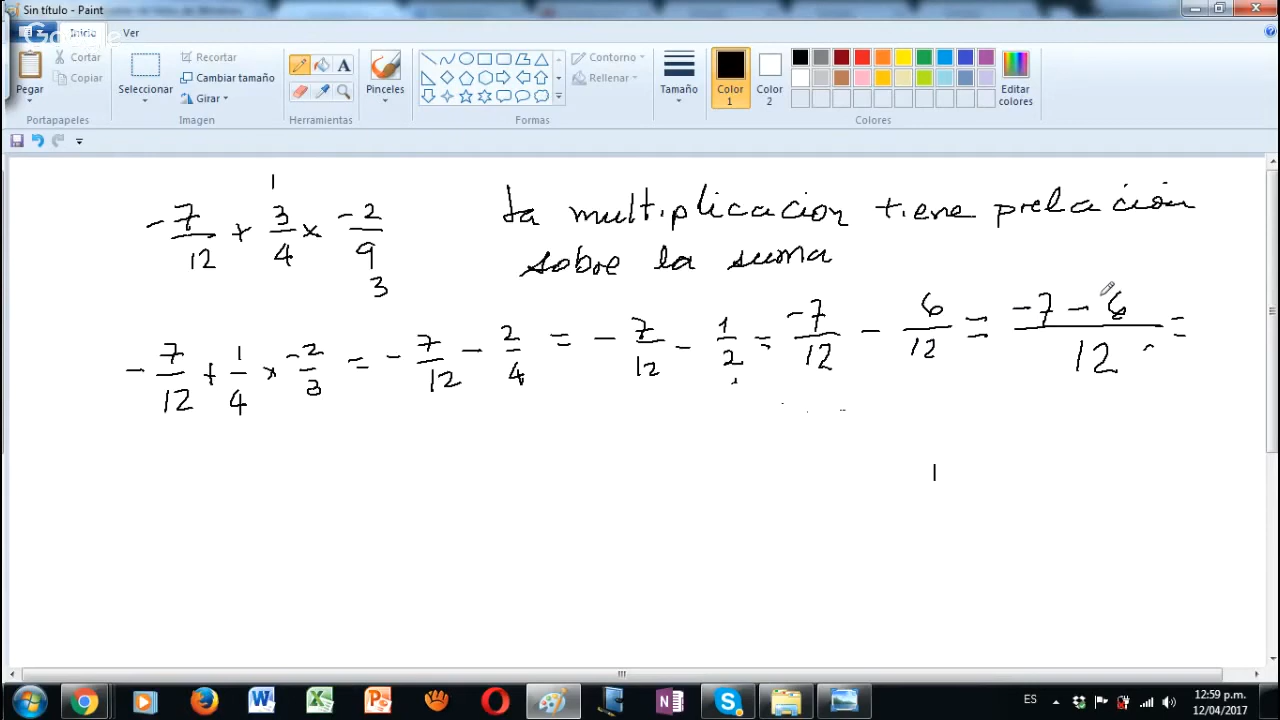 Sin título - Paint
Google
Inicio Ver
Pegar
Cortar
Copiar
Portapapeles
Seleccionar
Recortar
Cambiar tamaño
Girar
Imagen
A
Herramientas
Pinceles
Formas
Contorno
Rellenar
Tamaño
Color 1
Color 2
Editar colores
Colores
-7/12 + 3/4 x -2/9
1
3
La multiplicacion tiene prelación
sobre la suma
-7/12 + 1/4 x -2/3 = -7/12 - 2/4 = -7/12 - 1/2 = -7/12 - 6/12 = -7-6/12 =
1
ES 12:59 p.m.
12/04/2017